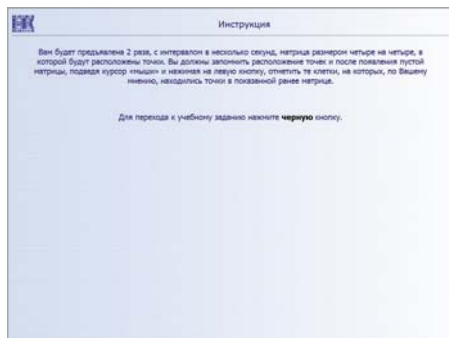 Инструкция
Вам будет предъявлена 2 раза, с интервалом в несколько секунд, матрица размером четыре на четыре, в
которой будут расположены точки. Вы должны запомнить расположение точек и после появления пустой
матрицы, подведя курсор «мыши» и нажимая на левую кнопку, отметить те клетки, на которых, по Вашему
мнению, находились точки в показанной ранее матрице.
Для перехода к учебному заданию нажмите черную кнопку.